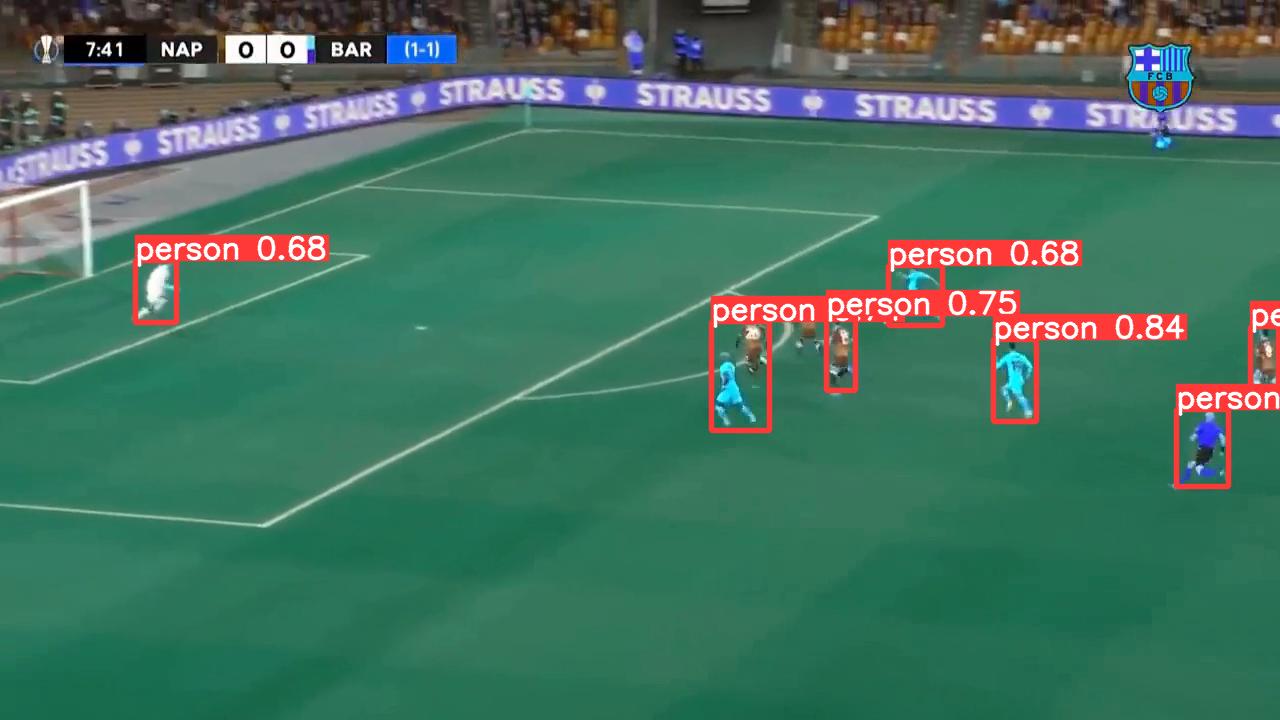 7:41 NAP 0 0 BAR (1-1)
FCB
STRAUSS STRAUSS STRAUSS STRAUSS STRAUSS STRAUSS STRAUSS
person 0.68
person 0.68
person
person 0.75
person 0.84
pe
person